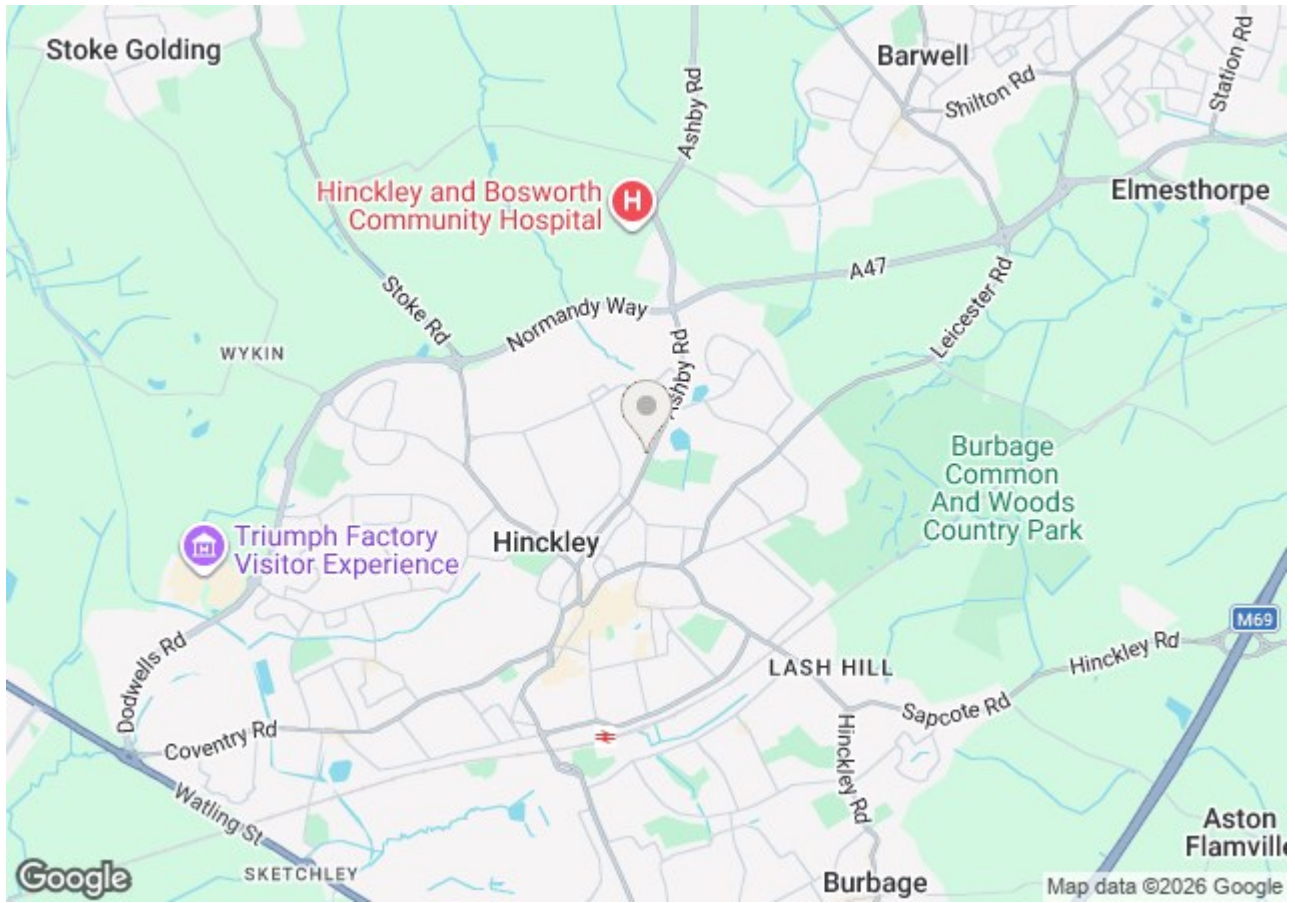 Stoke Golding
Barwell
Shilton Rd
Station Rd
Ashby Rd
Hinckley and Bosworth
Community Hospital
H
Elmesthorpe
A47
Stoke Rd
Normandy Way
Leicester Rd
WYKIN
Ashby Rd
Burbage
Common
And Woods
Country Park
Triumph Factory
Visitor Experience
Hinckley
M69
Hinckley Rd
LASH HILL
Sapcote Rd
Dodwells Rd
Coventry Rd
Hinckley Rd
Watling St
Aston
Flamville
SKETCHLEY
Burbage
Google
Map data ©2026 Google